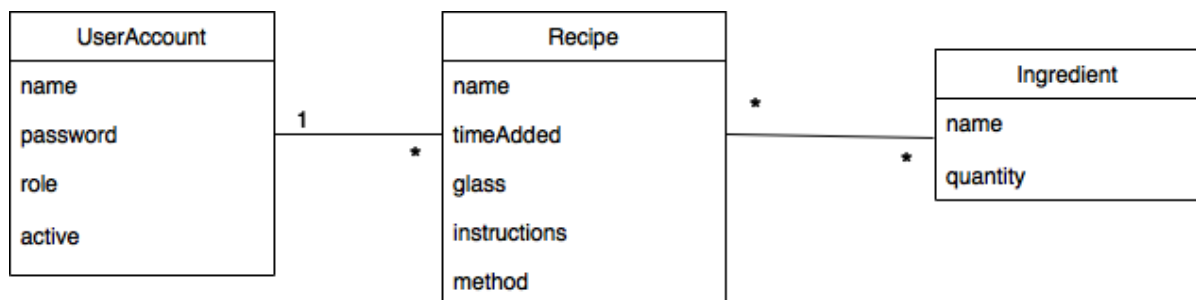 UserAccount
name
password
role
active
1
*
Recipe
name
timeAdded
glass
instructions
method
*
*
Ingredient
name
quantity